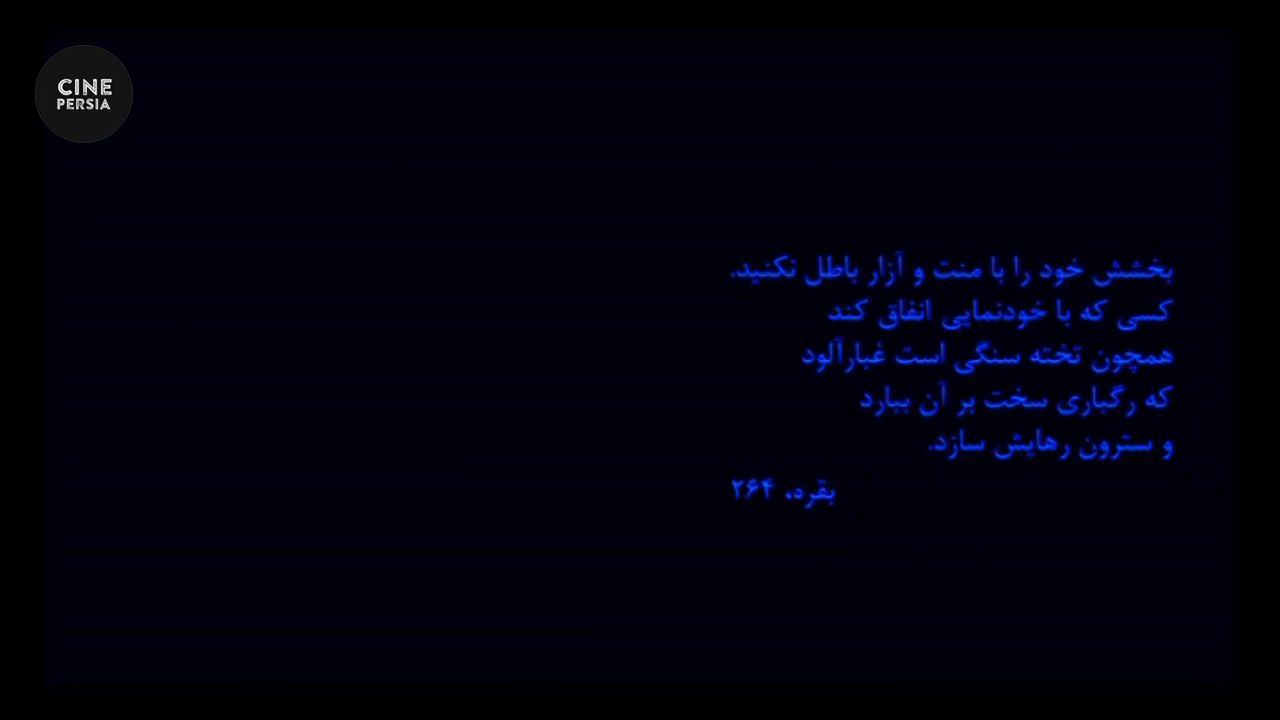 CINE
PERSIA
بخشش خود را با منت و آزار باطل نکنید.
کسی که با خودنمایی انفاق کند
همچون تخته سنگی است غبارآلود
که رگباری سخت بر آن ببارد
و سترون رهایش سازد.
بقره، ۲۶۴